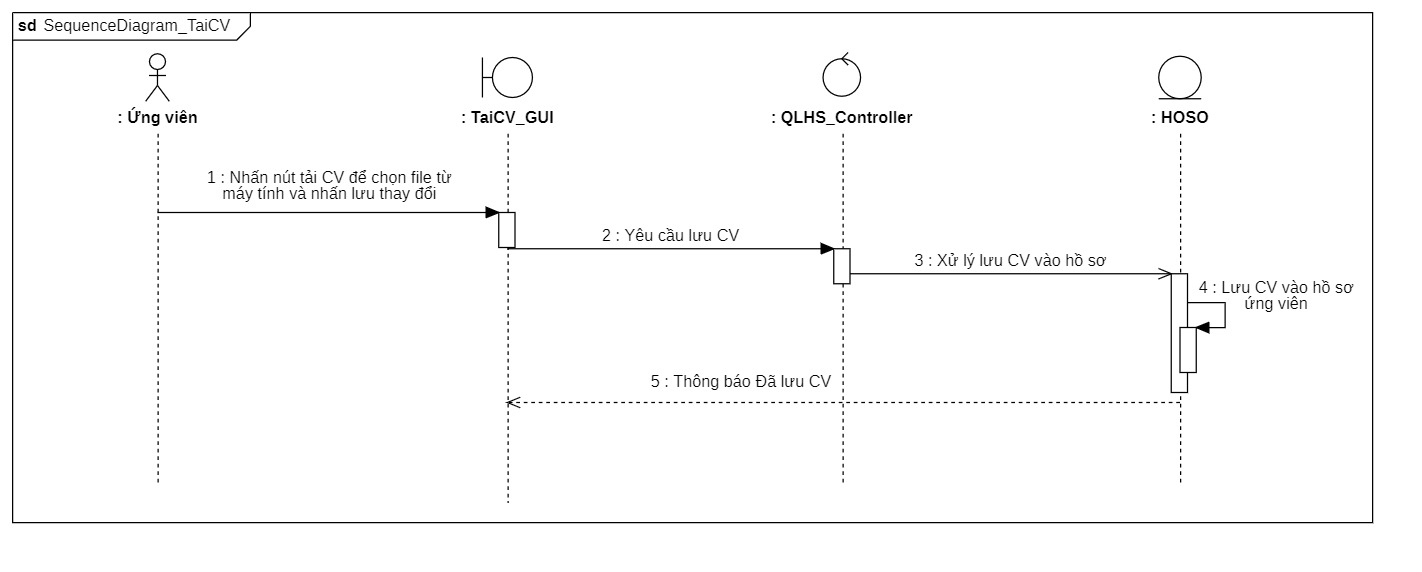 sd SequenceDiagram_TaiCV
: Ứng viên
: TaiCV_GUI
: QLHS_Controller
: HOSO
1 : Nhấn nút tải CV để chọn file từ
máy tính và nhấn lưu thay đổi
2 : Yêu cầu lưu CV
3 : Xử lý lưu CV vào hồ sơ
4 : Lưu CV vào hồ sơ
ứng viên
5 : Thông báo Đã lưu CV